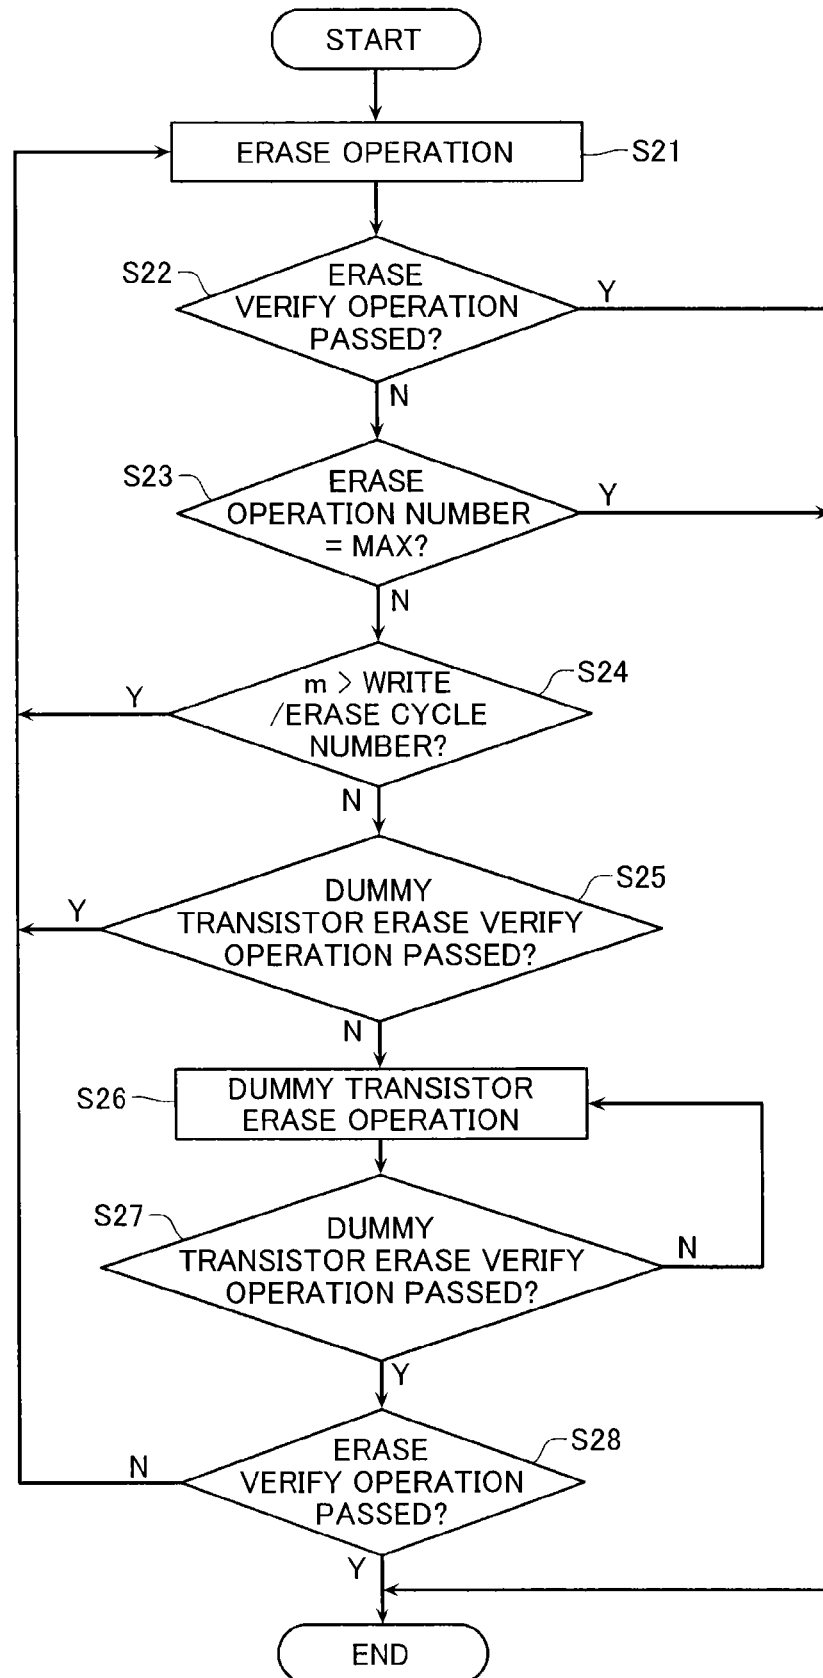 START
ERASE OPERATION
S21
S22
ERASE
VERIFY OPERATION
PASSED?
Y
N
S23
ERASE
OPERATION NUMBER
= MAX?
Y
N
S24
m > WRITE
/ERASE CYCLE
NUMBER?
Y
N
S25
DUMMY
TRANSISTOR ERASE VERIFY
OPERATION PASSED?
Y
N
S26
DUMMY TRANSISTOR
ERASE OPERATION
S27
DUMMY
TRANSISTOR ERASE VERIFY
OPERATION PASSED?
N
Y
S28
ERASE
VERIFY OPERATION
PASSED?
N
Y
END